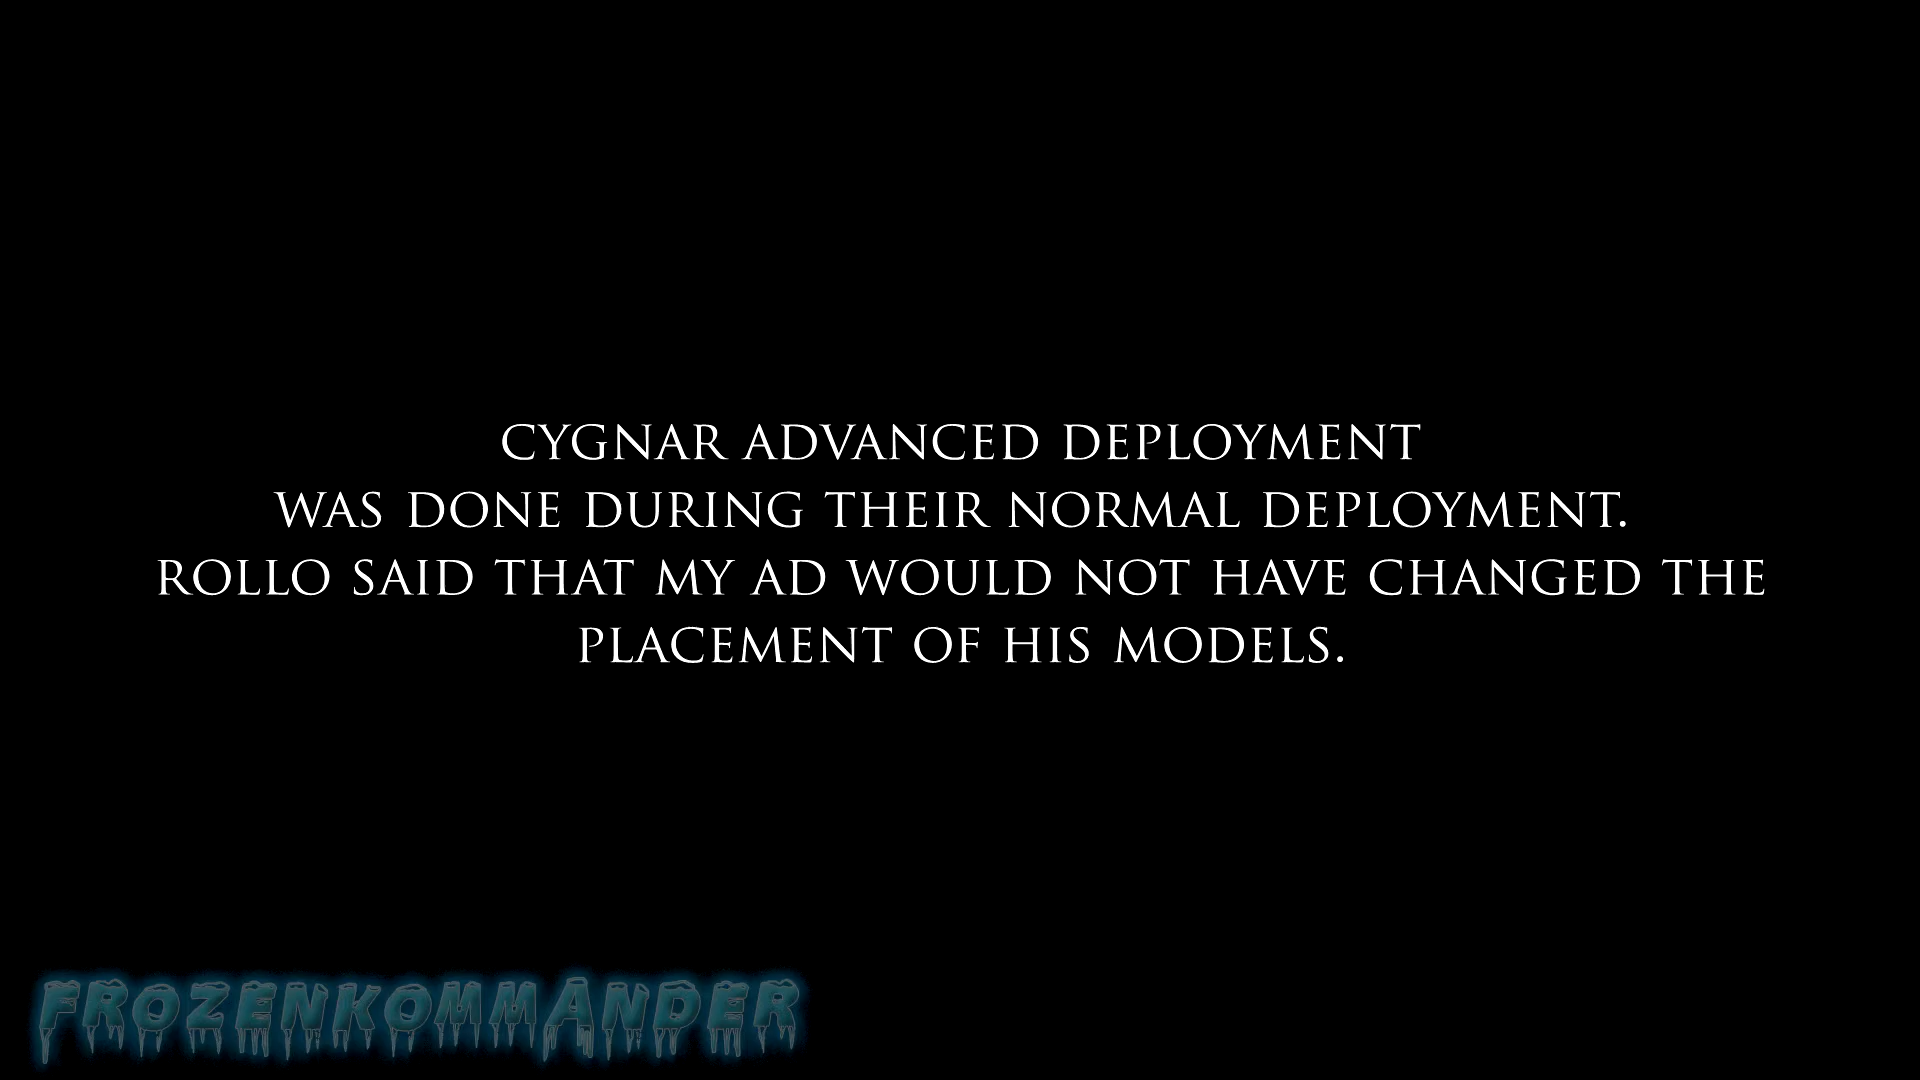 CYGNAR ADVANCED DEPLOYMENT
WAS DONE DURING THEIR NORMAL DEPLOYMENT.
ROLLO SAID THAT MY AD WOULD NOT HAVE CHANGED THE
PLACEMENT OF HIS MODELS.
FROZENKOMMANDER